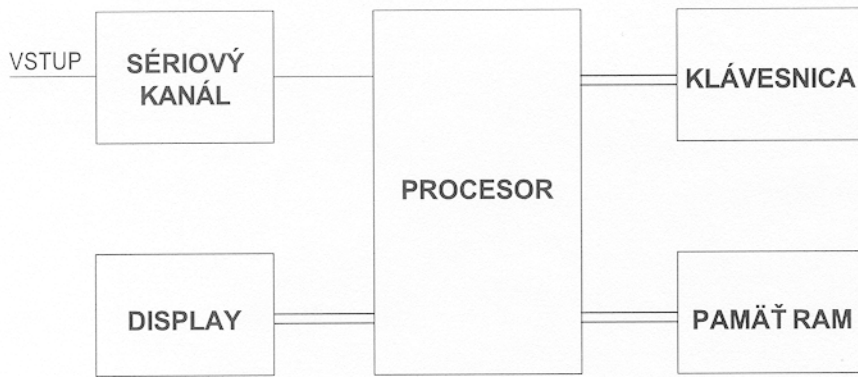 VSTUP
SÉRIOVÝ
KANÁL
PROCESOR
KLÁVESNICA
DISPLAY
PAMÄŤ RAM